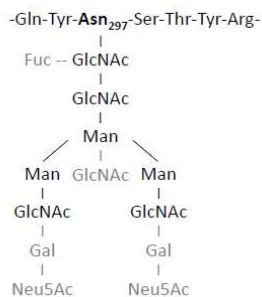 -Gln-Tyr-Asn297-Ser-Thr-Tyr-Arg-
Fuc -- GlcNAc
GlcNAc
Man
Man GlcNAc Man
GlcNAc GlcNAc
Gal Gal
Neu5Ac Neu5Ac